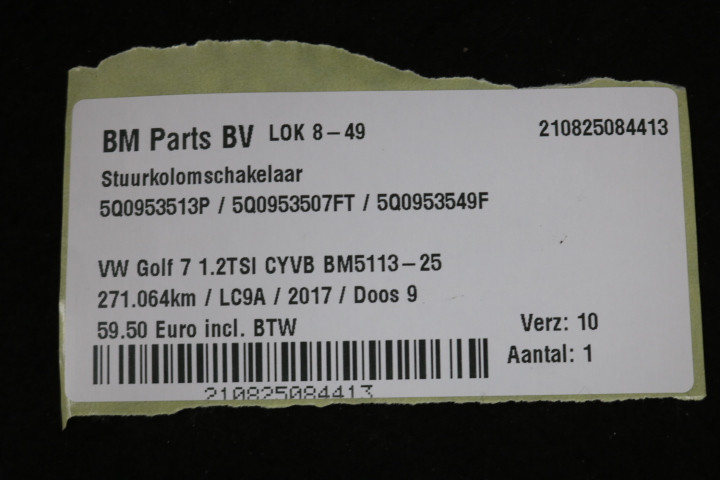 BM Parts BV LOK 8-49 210825084413
Stuurkolomschakelaar
5Q0953513P / 5Q0953507FT / 5Q0953549F
VW Golf 7 1.2TSI CYVB BM5113-25
271.064km / LC9A / 2017 / Doos 9
59.50 Euro incl. BTW Verz: 10
Aantal: 1
210825084413